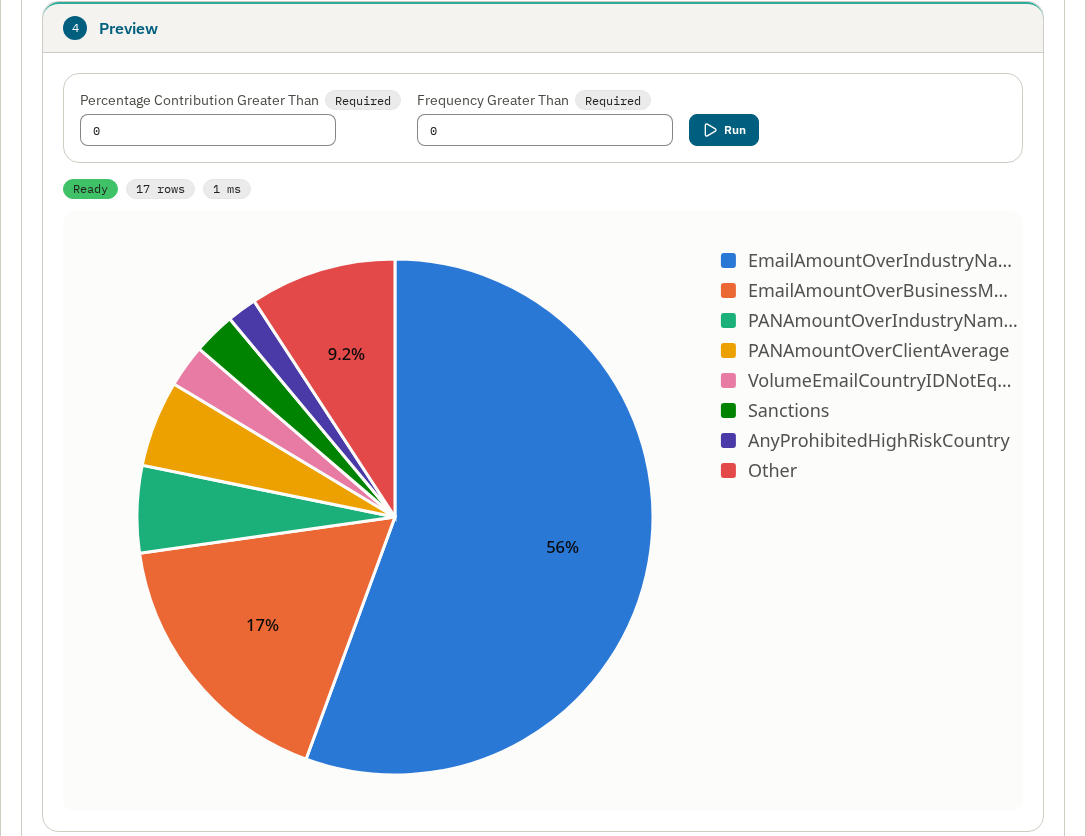 4 Preview
Percentage Contribution Greater Than Required Frequency Greater Than Required
0 0 Run
Ready 17 rows 1 ms
EmailAmountOverIndustryNa...
EmailAmountOverBusinessM...
PANAmountOverIndustryNam...
PANAmountOverClientAverage
VolumeEmailCountryIDNotEq...
Sanctions
AnyProhibitedHighRiskCountry
Other
9.2%
56%
17%